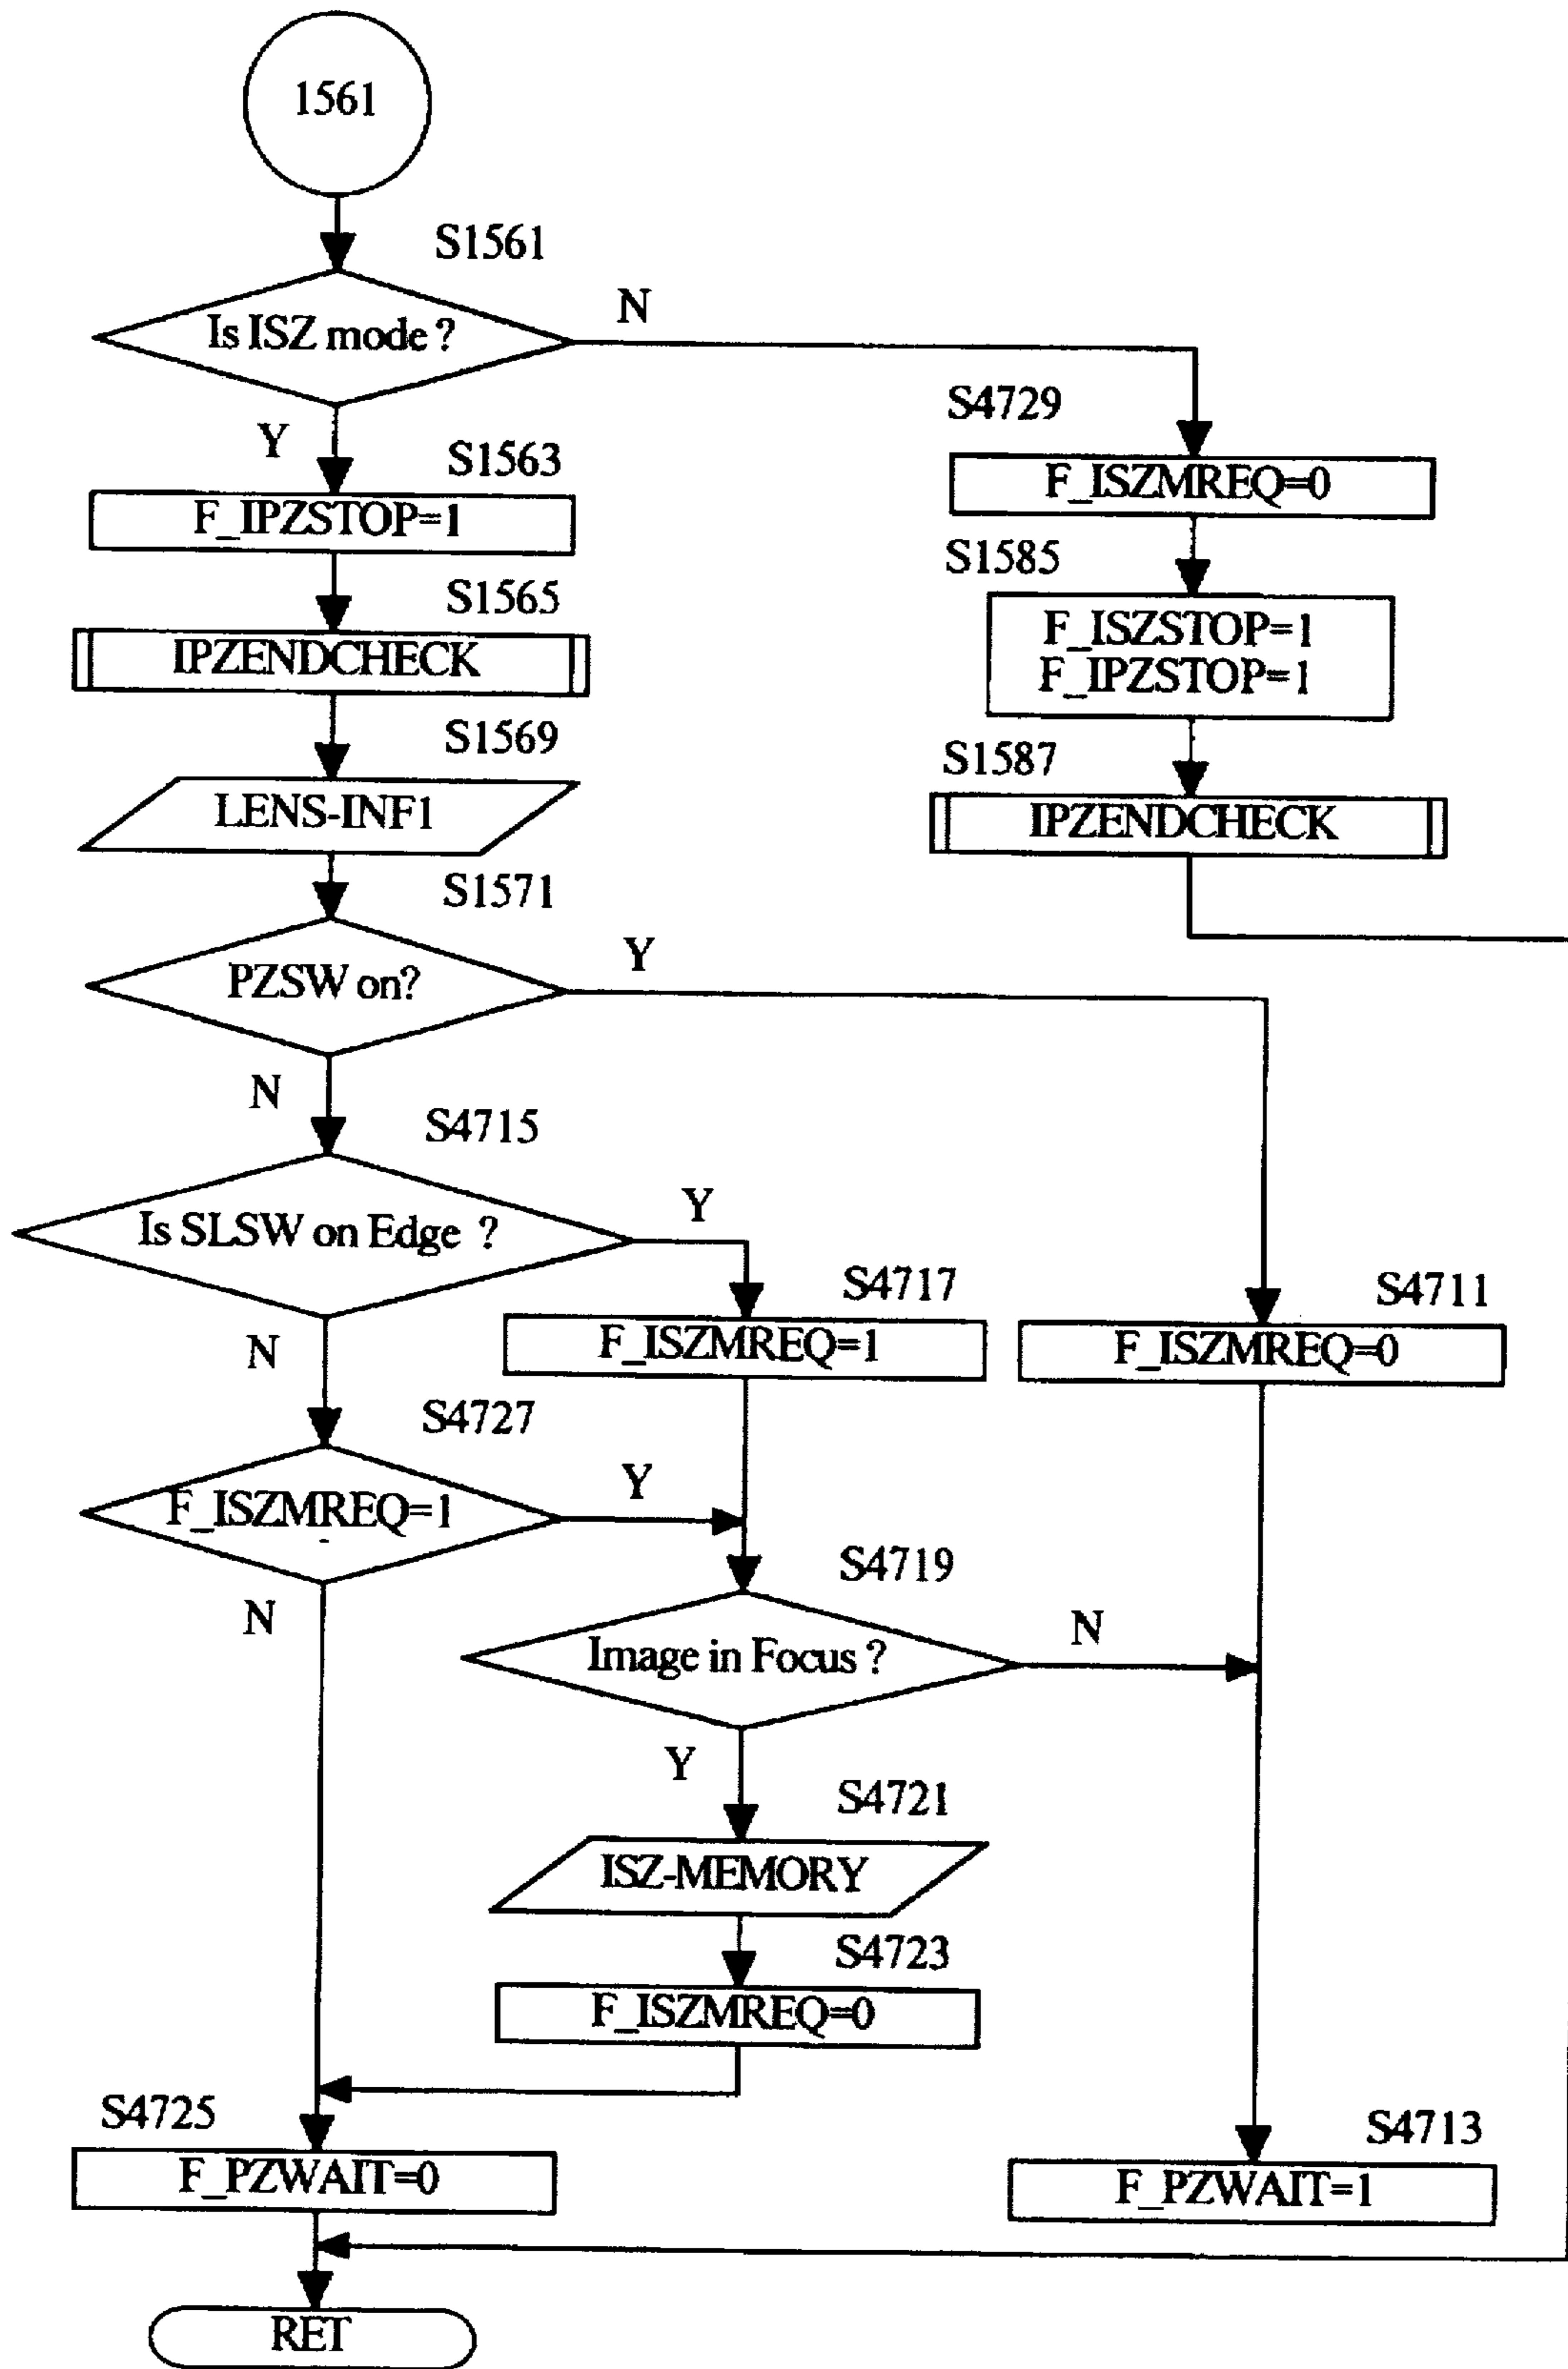 1561
S1561
Is ISZ mode ?
N
Y
S1563
F_IPZSTOP=1
S4729
F_ISZMREQ=0
S1565
IPZENDCHECK
S1585
F_ISZSTOP=1
F_IPZSTOP=1
S1569
LENS-INF1
S1587
IPZENDCHECK
S1571
PZSW on?
Y
N
S4715
Is SLSW on Edge ?
Y
N
S4717
F_ISZMREQ=1
S4711
F_ISZMREQ=0
S4727
F_ISZMREQ=1
Y
N
S4719
Image in Focus ?
N
Y
S4721
ISZ-MEMORY
S4723
F_ISZMREQ=0
S4725
F_PZWAIT=0
S4713
F_PZWAIT=1
RET